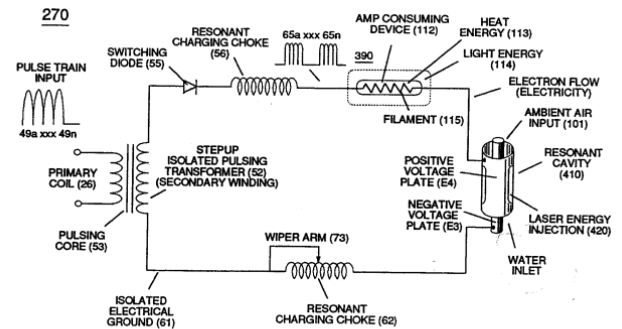 270
RESONANT
CHARGING CHOKE
(56)
SWITCHING
DIODE (55)
65a xxx 65n
390
AMP CONSUMING
DEVICE (112)
HEAT
ENERGY (113)
LIGHT ENERGY
(114)
ELECTRON FLOW
(ELECTRICITY)
FILAMENT (115)
PULSE TRAIN
INPUT
49a xxx 49n
AMBIENT AIR
INPUT (101)
RESONANT
CAVITY
(410)
POSITIVE
VOLTAGE
PLATE (E4)
NEGATIVE
VOLTAGE
PLATE (E3)
LASER ENERGY
INJECTION (420)
WATER
INLET
STEPUP
ISOLATED PULSING
TRANSFORMER (52)
(SECONDARY WINDING)
PRIMARY
COIL (26)
PULSING
CORE (53)
WIPER ARM (73)
ISOLATED
ELECTRICAL
GROUND (61)
RESONANT
CHARGING CHOKE (62)